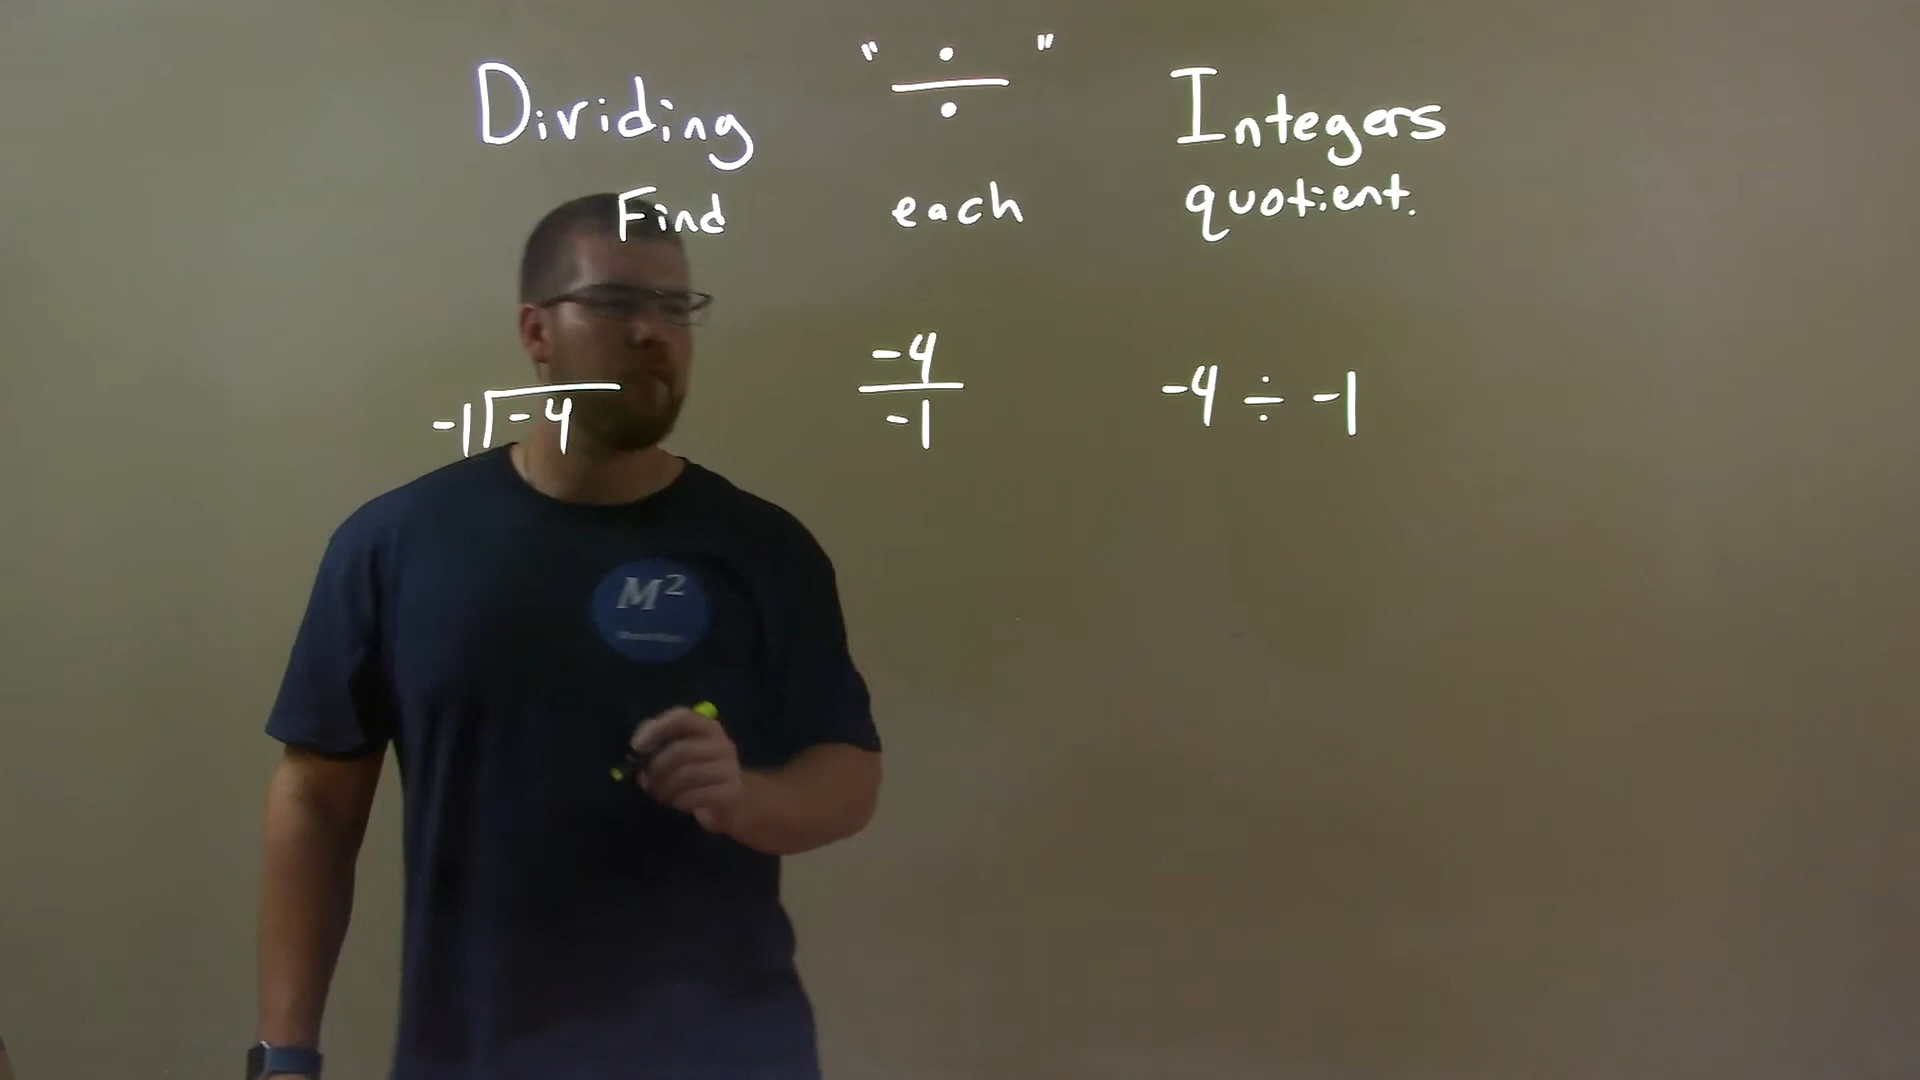 Dividing "÷" Integers
Find each quotient.
-1⟌-4
-4
-1
-4 ÷ -1
M²